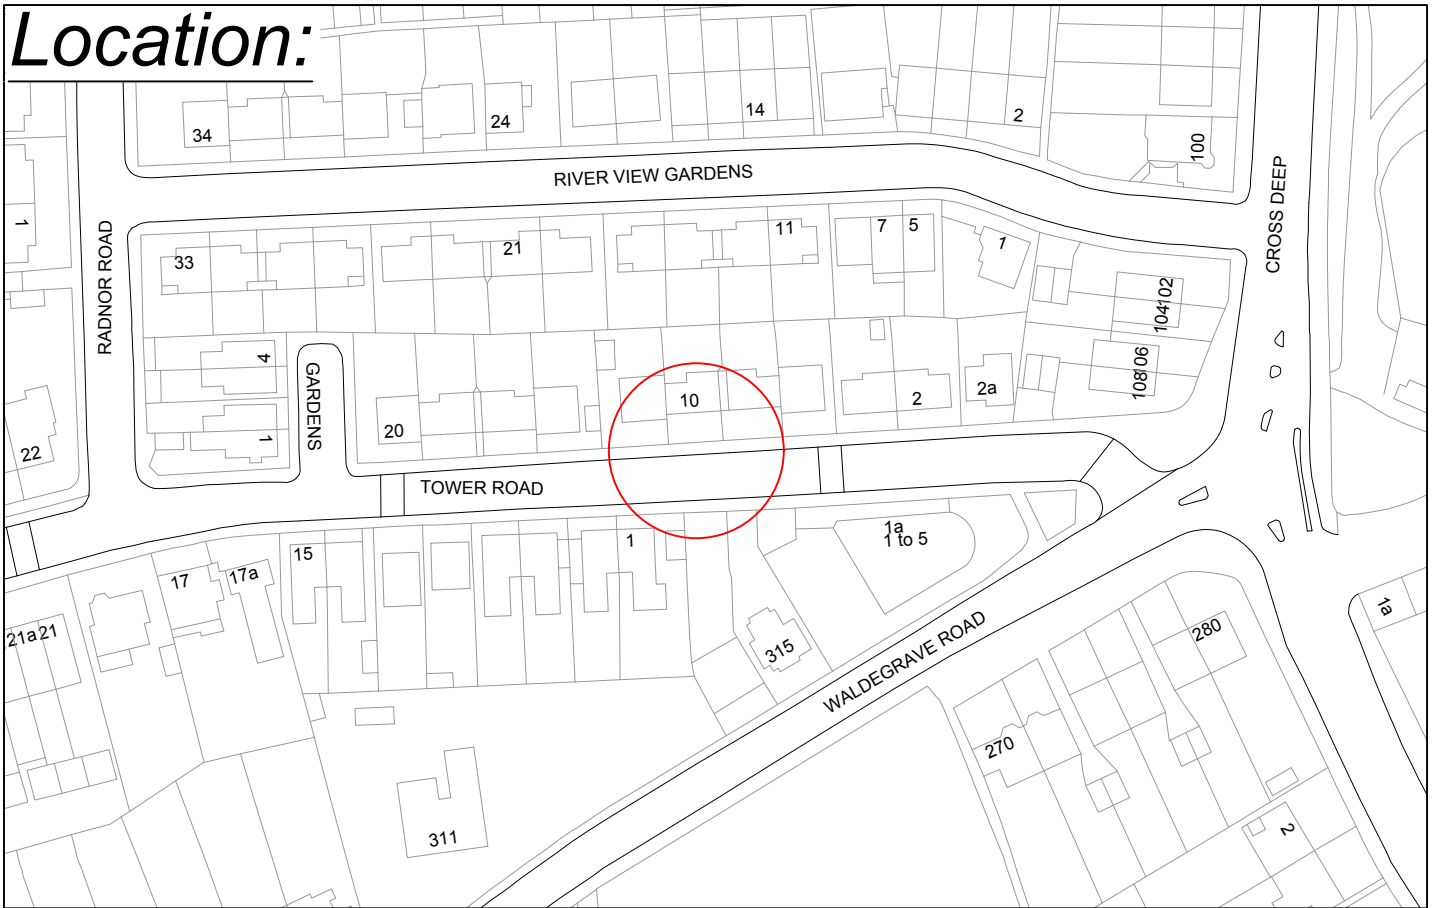 Location:
34
24
14
2
100
RIVER VIEW GARDENS
CROSS DEEP
RADNOR ROAD
1
33
21
11
7
5
1
102
104
106
108
4
GARDENS
1
22
20
10
2
2a
TOWER ROAD
15
1
1a
1 to 5
17
17a
21a
21
315
WALDEGRAVE ROAD
280
270
1a
2
311